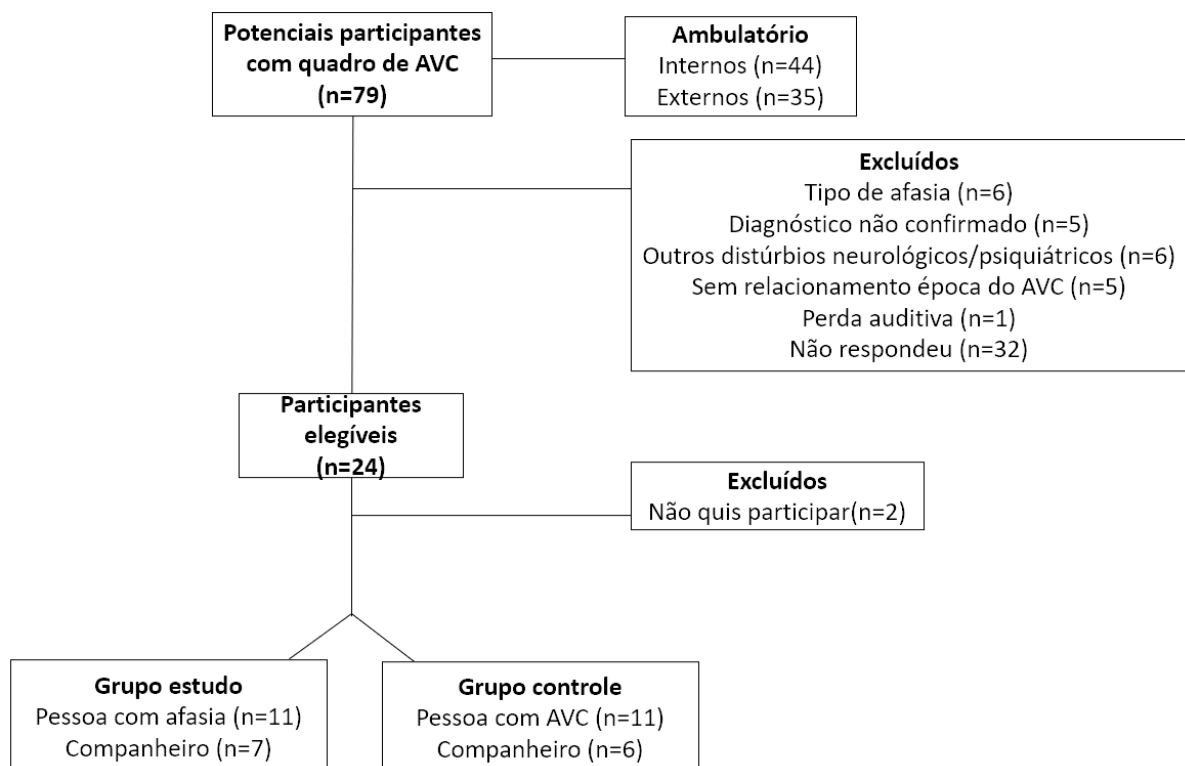 Potenciais participantes
com quadro de AVC
(n=79)
Ambulatório
Internos (n=44)
Externos (n=35)
Excluídos
Tipo de afasia (n=6)
Diagnóstico não confirmado (n=5)
Outros distúrbios neurológicos/psiquiátricos (n=6)
Sem relacionamento época do AVC (n=5)
Perda auditiva (n=1)
Não respondeu (n=32)
Participantes
elegíveis
(n=24)
Excluídos
Não quis participar(n=2)
Grupo estudo
Pessoa com afasia (n=11)
Companheiro (n=7)
Grupo controle
Pessoa com AVC (n=11)
Companheiro (n=6)